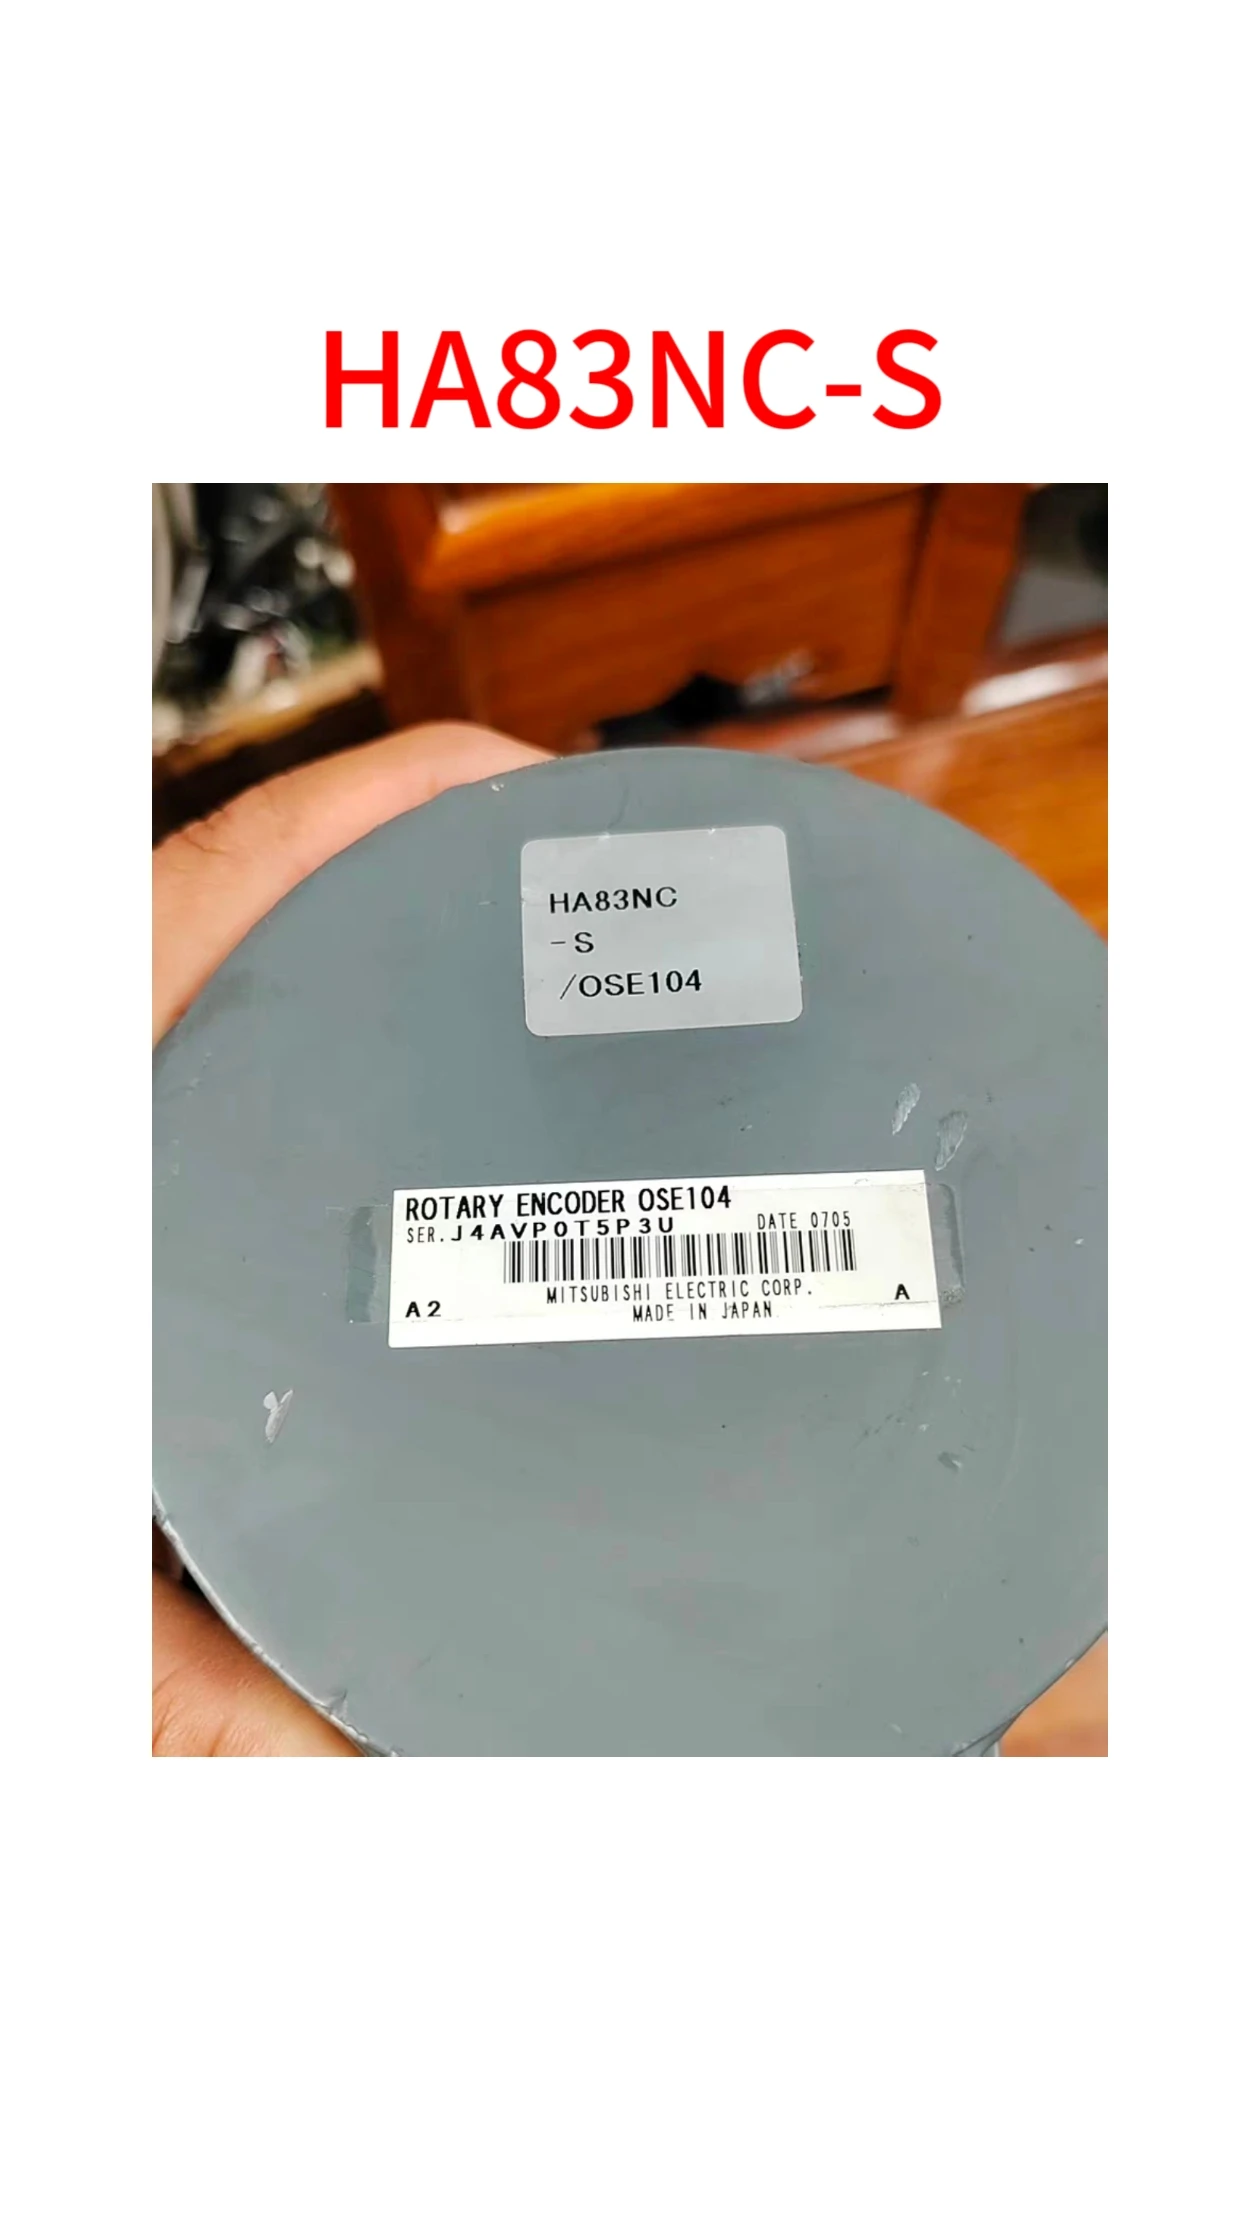 HA83NC-S
HA83NC
-S
/OSE104
ROTARY ENCODER OSE104
SER.J4AVP0T5P3U DATE 0705
MITSUBISHI ELECTRIC CORP.
A2 MADE IN JAPAN A